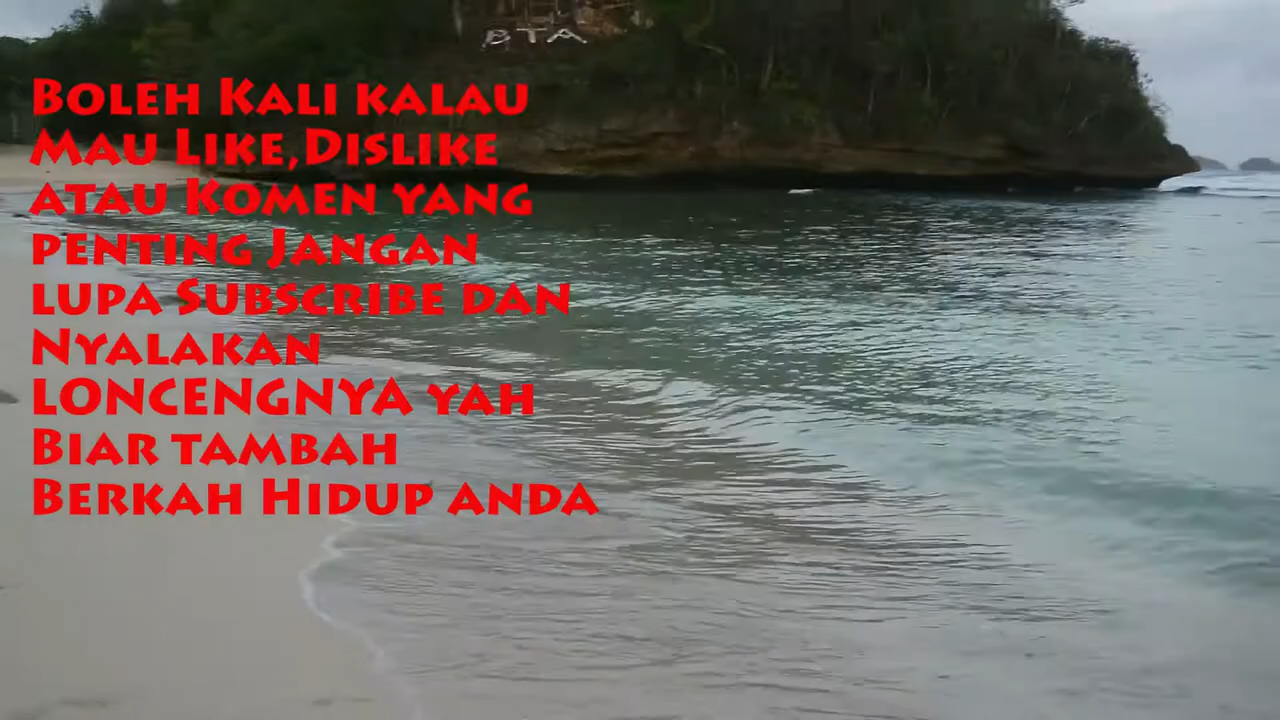 BTA
Boleh Kali kalau
Mau Like,Dislike
atau Komen yang
penting Jangan
lupa Subscribe dan
Nyalakan
LONCENGNYA yah
Biar tambah
Berkah Hidup anda